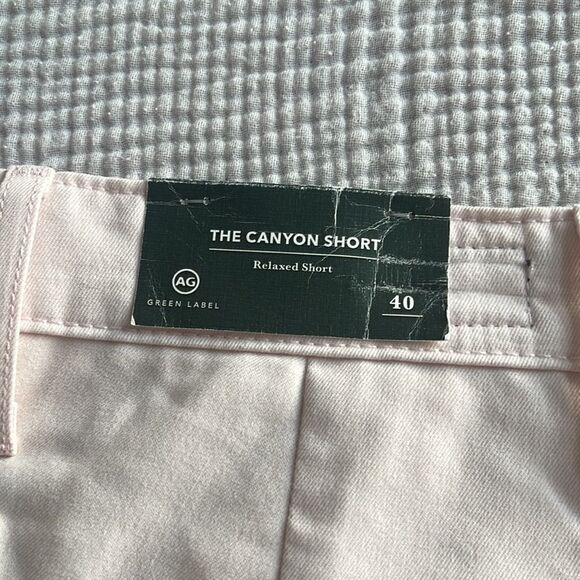 THE CANYON SHORT
Relaxed Short
AG
GREEN LABEL
40